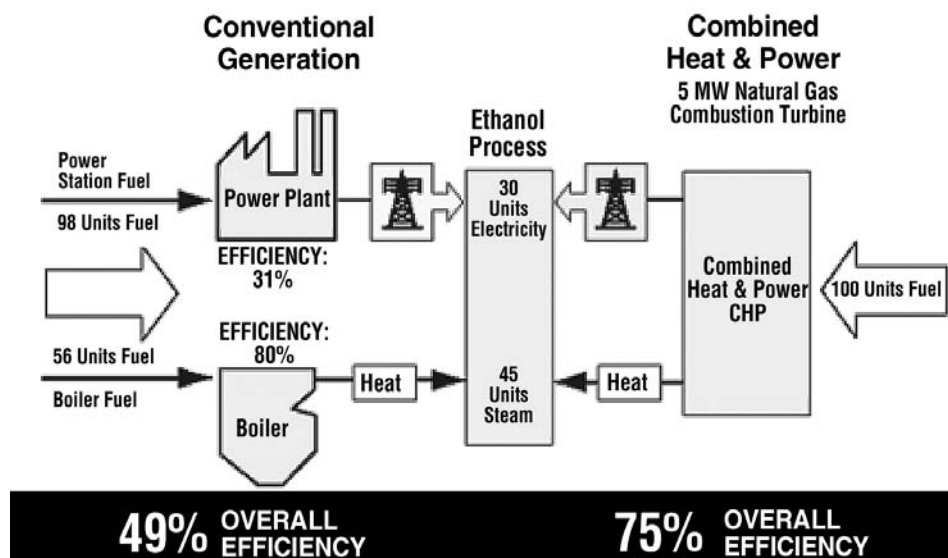 Conventional
Generation
Combined
Heat & Power
5 MW Natural Gas
Combustion Turbine
Ethanol
Process
Power
Station Fuel
98 Units Fuel
Power Plant
EFFICIENCY:
31%
30
Units
Electricity
Combined
Heat & Power
CHP
100 Units Fuel
EFFICIENCY:
80%
56 Units Fuel
Boiler Fuel
Boiler
Heat
45
Units
Steam
Heat
49% OVERALL
EFFICIENCY
75% OVERALL
EFFICIENCY